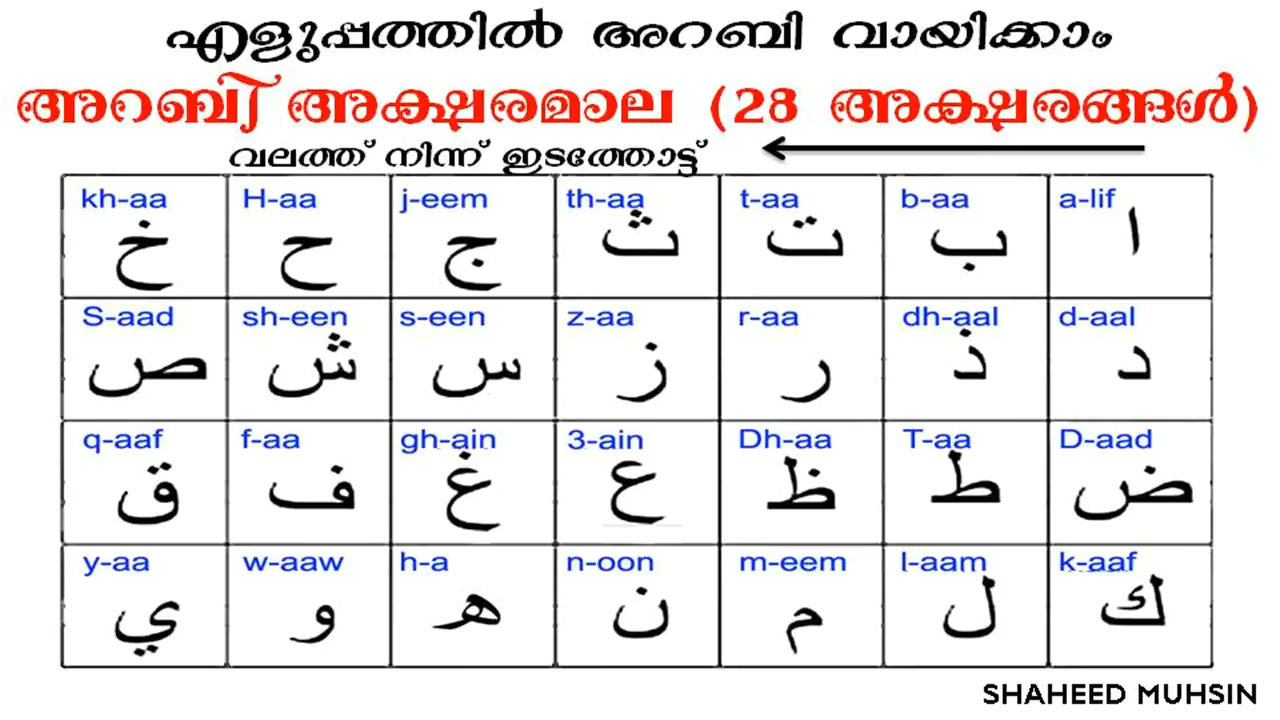 എളുപ്പത്തിൽ അറബി വായിക്കാം
അറബി അക്ഷരമാല (28 അക്ഷരങ്ങൾ)
വലത്ത് നിന്ന് ഇടത്തോട്ട്
kh-aa H-aa j-eem th-aa t-aa b-aa a-lif
خ ح ج ث ت ب ا
S-aad sh-een s-een z-aa r-aa dh-aal d-aal
ص ش س ز ر ذ د
q-aaf f-aa gh-ain 3-ain Dh-aa T-aa D-aad
ق ف غ ع ظ ط ض
y-aa w-aaw h-a n-oon m-eem l-aam k-aaf
ي و ه ن م ل ك
SHAHEED MUHSIN